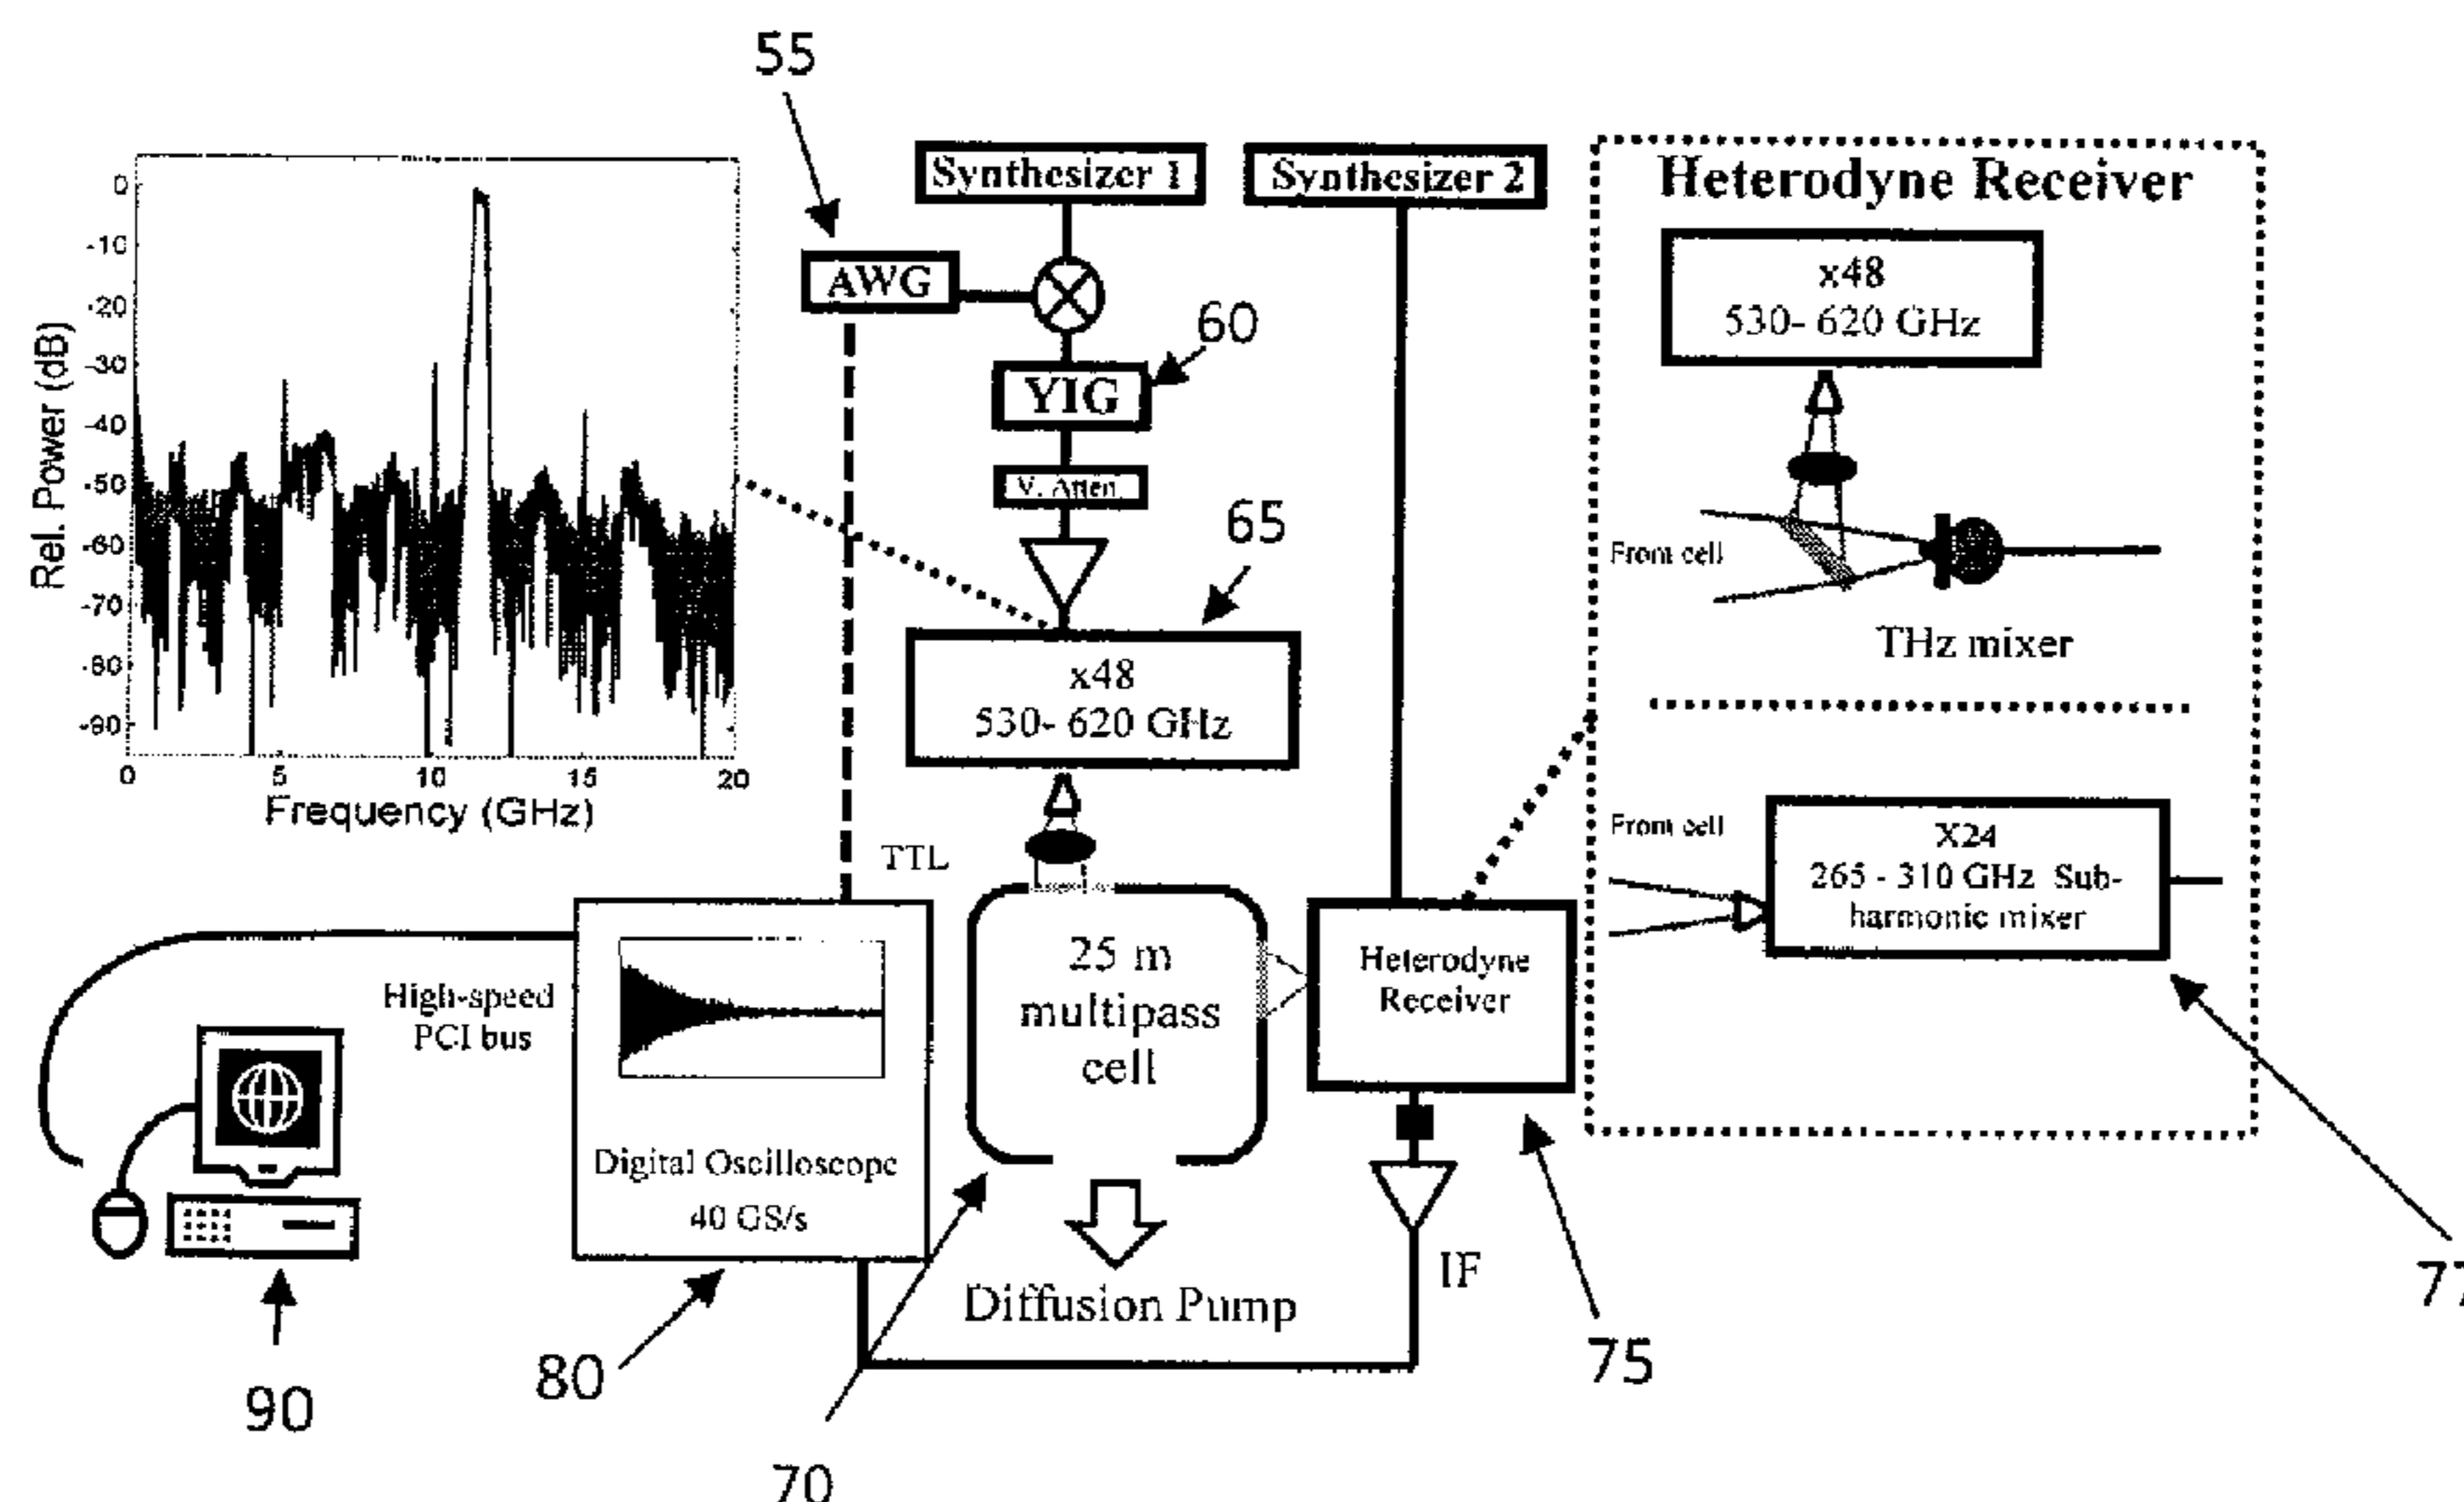 55
Synthesizer 1
Synthesizer 2
AWG
60
YIG
V. Atten.
65
x48
530- 620 GHz
Rel. Power (dB)
0
-10
-20
-30
-40
-50
-60
-70
-80
-90
0
5
10
15
20
Frequency (GHz)
TTL
High-speed
PCI bus
Digital Oscilloscope
40 GS/s
25 m
multipass
cell
Diffusion Pump
Heterodyne
Receiver
IF
Heterodyne Receiver
x48
530- 620 GHz
From cell
THz mixer
From cell
X24
265 - 310 GHz Sub-
harmonic mixer
77
75
80
90
70